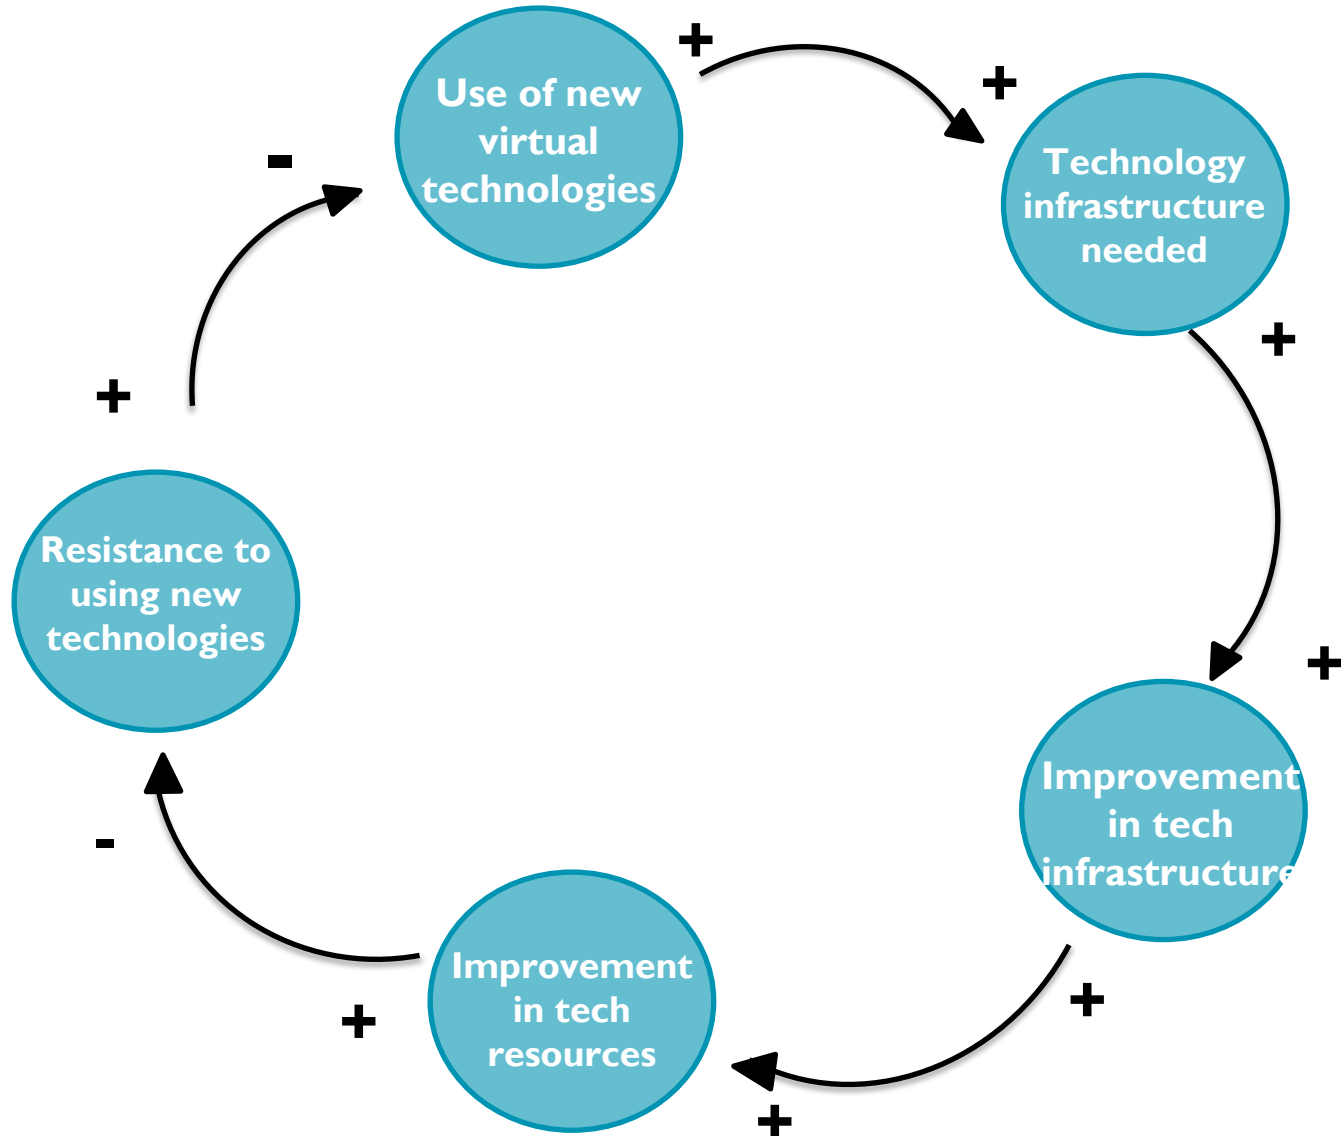 Use of new
virtual
technologies
+
+
Technology
infrastructure
needed
+
+
Improvement
in tech
infrastructure
+
+
Improvement
in tech
resources
+
-
Resistance to
using new
technologies
+
-